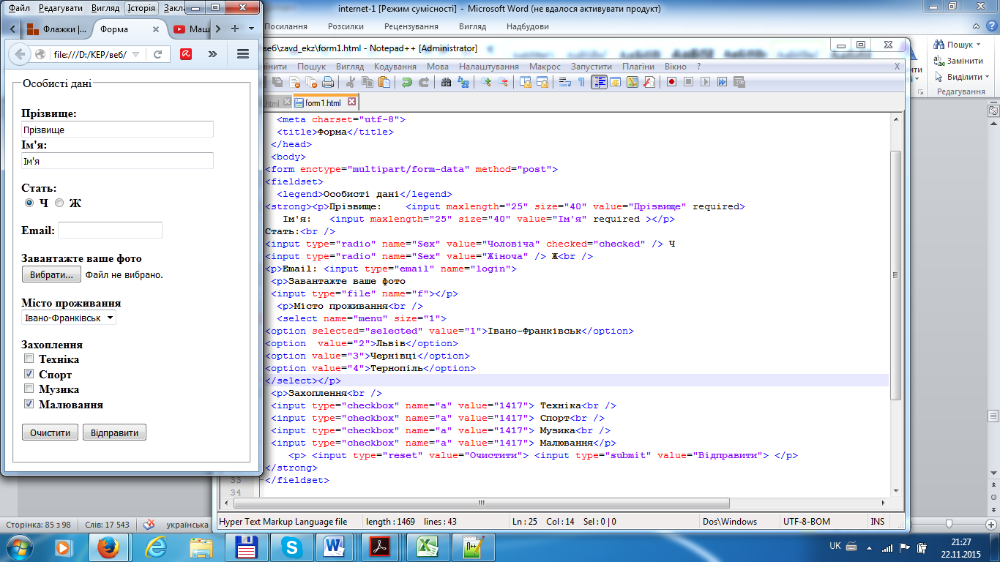 Файл Редагувати Вигляд Історія Закла
Флажки |... Форма Маш
file:///D:/КЕР/веб/
Особисті дані
Прізвище:
Прізвище
Ім'я:
Ім'я
Стать:
Ч Ж
Email:
Завантажте ваше фото
Вибрати... Файл не вибрано.
Місто проживання
Івано-Франківськ
Захоплення
Техніка
Спорт
Музика
Малювання
Очистити Відправити
internet-1 [Режим сумісності] - Microsoft Word (не вдалося активувати продукт)
Посилання Розсилки Рецензування Вигляд Надбудови
Пошук
Замінити
Виділити
Редагування
веб\zavd_ekz\form1.html - Notepad++ [Administrator]
мінити Пошук Вигляд Кодування Мова Налаштування Макрос Запустити Плагіни Вікно ? X
html form1.html
<meta charset="utf-8">
<title>Форма</title>
</head>
<body>
<form enctype="multipart/form-data" method="post">
<fieldset>
<legend>Особисті дані</legend>
<strong><p>Прізвище: <input maxlength="25" size="40" value="Прізвище" required>
Ім'я: <input maxlength="25" size="40" value="Ім'я" required ></p>
Стать:<br />
<input type="radio" name="Sex" value="Чоловіча" checked="checked" /> Ч
<input type="radio" name="Sex" value="Жіноча" /> Ж<br />
<p>Email: <input type="email" name="login">
<p>Завантажте ваше фото
<input type="file" name="f"></p>
<p>Місто проживання<br />
<select name="menu" size="1">
<option selected="selected" value="1">Івано-Франківськ</option>
<option value="2">Львів</option>
<option value="3">Чернівці</option>
<option value="4">Тернопіль</option>
</select></p>
<p>Захоплення<br />
<input type="checkbox" name="a" value="1417"> Техніка<br />
<input type="checkbox" name="a" value="1417"> Спорт<br />
<input type="checkbox" name="a" value="1417"> Музика<br />
<input type="checkbox" name="a" value="1417"> Малювання</p>
<p> <input type="reset" value="Очистити"> <input type="submit" value="Відправити"> </p>
</strong>
33 </fieldset>
34
Hyper Text Markup Language file length : 1469 lines : 43 Ln : 25 Col : 14 Sel : 0 | 0 Dos\Windows UTF-8-BOM INS
Сторінка: 85 з 98 Слів: 17 543 українська
UK 21:27
22.11.2015